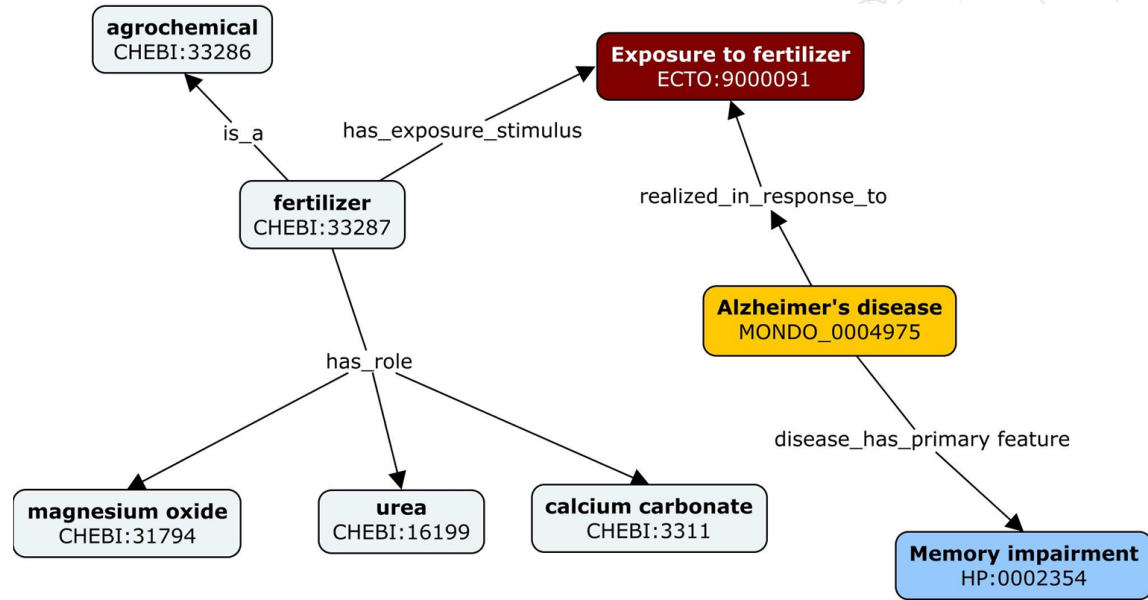 agrochemical
CHEBI:33286
Exposure to fertilizer
ECTO:9000091
is_a
has_exposure_stimulus
fertilizer
CHEBI:33287
realized_in_response_to
Alzheimer's disease
MONDO_0004975
has_role
disease_has_primary feature
magnesium oxide
CHEBI:31794
urea
CHEBI:16199
calcium carbonate
CHEBI:3311
Memory impairment
HP:0002354